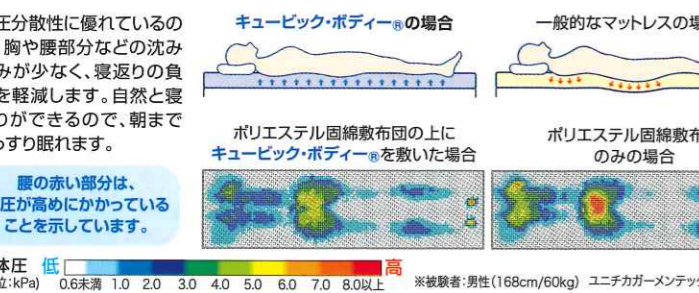 圧分散性に優れているの
胸や腰部分などの沈み
みが少なく、寝返りの負
を軽減します。自然と寝
りができるので、朝まで
っすり眠れます。
腰の赤い部分は、
圧が高めにかかっている
ことを示しています。
キュービック・ボディー®の場合
一般的なマットレスの場
ポリエステル固綿敷布団の上に
キュービック・ボディー®を敷いた場合
ポリエステル固綿敷布
のみの場合
体圧 低 高
位:kPa) 0.6未満 1.0 2.0 3.0 4.0 5.0 6.0 7.0 8.0以上
※被験者:男性(168cm/60kg) ユニチカガーメンテッ